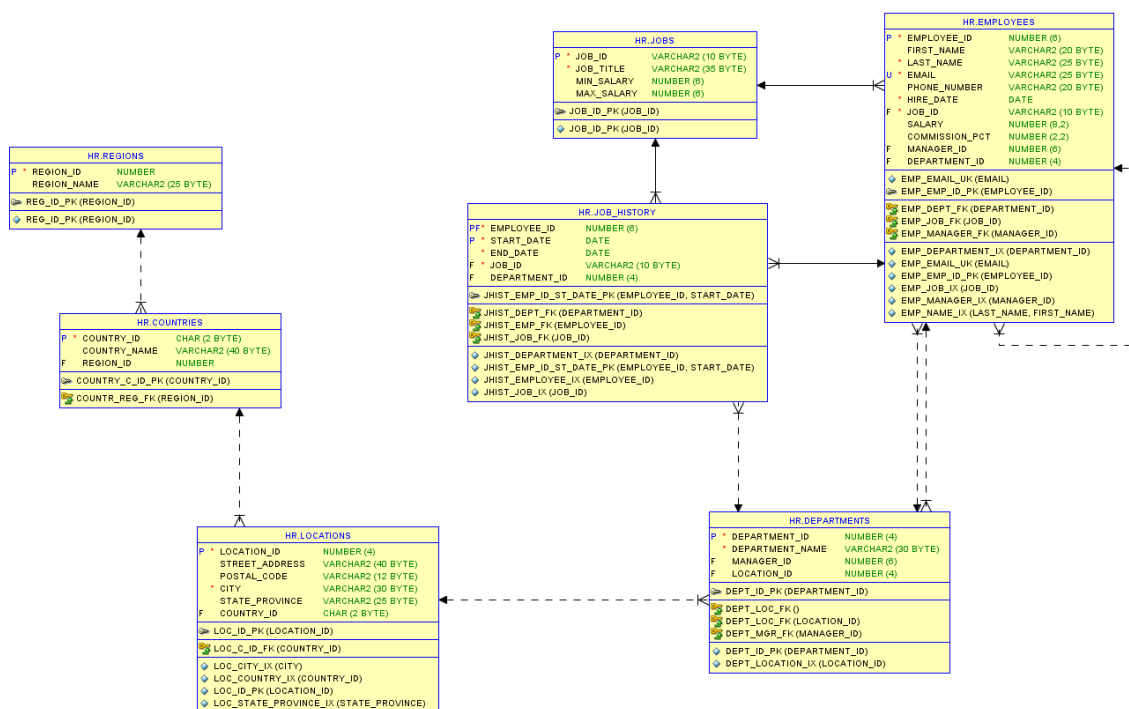 HR.REGIONS
P * REGION_ID NUMBER
REGION_NAME VARCHAR2 (25 BYTE)
REG_ID_PK (REGION_ID)
REG_ID_PK (REGION_ID)
HR.COUNTRIES
P * COUNTRY_ID CHAR (2 BYTE)
COUNTRY_NAME VARCHAR2 (40 BYTE)
F REGION_ID NUMBER
COUNTRY_C_ID_PK (COUNTRY_ID)
COUNTR_REG_FK (REGION_ID)
HR.LOCATIONS
P * LOCATION_ID NUMBER (4)
STREET_ADDRESS VARCHAR2 (40 BYTE)
POSTAL_CODE VARCHAR2 (12 BYTE)
* CITY VARCHAR2 (30 BYTE)
STATE_PROVINCE VARCHAR2 (25 BYTE)
F COUNTRY_ID CHAR (2 BYTE)
LOC_ID_PK (LOCATION_ID)
LOC_C_ID_FK (COUNTRY_ID)
LOC_CITY_IX (CITY)
LOC_COUNTRY_IX (COUNTRY_ID)
LOC_ID_PK (LOCATION_ID)
LOC_STATE_PROVINCE_IX (STATE_PROVINCE)
HR.JOBS
P * JOB_ID VARCHAR2 (10 BYTE)
* JOB_TITLE VARCHAR2 (35 BYTE)
MIN_SALARY NUMBER (6)
MAX_SALARY NUMBER (6)
JOB_ID_PK (JOB_ID)
JOB_ID_PK (JOB_ID)
HR.JOB_HISTORY
PF* EMPLOYEE_ID NUMBER (6)
P * START_DATE DATE
* END_DATE DATE
F * JOB_ID VARCHAR2 (10 BYTE)
F DEPARTMENT_ID NUMBER (4)
JHIST_EMP_ID_ST_DATE_PK (EMPLOYEE_ID, START_DATE)
JHIST_DEPT_FK (DEPARTMENT_ID)
JHIST_EMP_FK (EMPLOYEE_ID)
JHIST_JOB_FK (JOB_ID)
JHIST_DEPARTMENT_IX (DEPARTMENT_ID)
JHIST_EMP_ID_ST_DATE_PK (EMPLOYEE_ID, START_DATE)
JHIST_EMPLOYEE_IX (EMPLOYEE_ID)
JHIST_JOB_IX (JOB_ID)
HR.EMPLOYEES
P * EMPLOYEE_ID NUMBER (6)
FIRST_NAME VARCHAR2 (20 BYTE)
* LAST_NAME VARCHAR2 (25 BYTE)
U * EMAIL VARCHAR2 (25 BYTE)
PHONE_NUMBER VARCHAR2 (20 BYTE)
* HIRE_DATE DATE
F * JOB_ID VARCHAR2 (10 BYTE)
SALARY NUMBER (8,2)
COMMISSION_PCT NUMBER (2,2)
F MANAGER_ID NUMBER (6)
F DEPARTMENT_ID NUMBER (4)
EMP_EMAIL_UK (EMAIL)
EMP_EMP_ID_PK (EMPLOYEE_ID)
EMP_DEPT_FK (DEPARTMENT_ID)
EMP_JOB_FK (JOB_ID)
EMP_MANAGER_FK (MANAGER_ID)
EMP_DEPARTMENT_IX (DEPARTMENT_ID)
EMP_EMAIL_UK (EMAIL)
EMP_EMP_ID_PK (EMPLOYEE_ID)
EMP_JOB_IX (JOB_ID)
EMP_MANAGER_IX (MANAGER_ID)
EMP_NAME_IX (LAST_NAME, FIRST_NAME)
HR.DEPARTMENTS
P * DEPARTMENT_ID NUMBER (4)
* DEPARTMENT_NAME VARCHAR2 (30 BYTE)
F MANAGER_ID NUMBER (6)
F LOCATION_ID NUMBER (4)
DEPT_ID_PK (DEPARTMENT_ID)
DEPT_LOC_FK ()
DEPT_LOC_FK (LOCATION_ID)
DEPT_MGR_FK (MANAGER_ID)
DEPT_ID_PK (DEPARTMENT_ID)
DEPT_LOCATION_IX (LOCATION_ID)